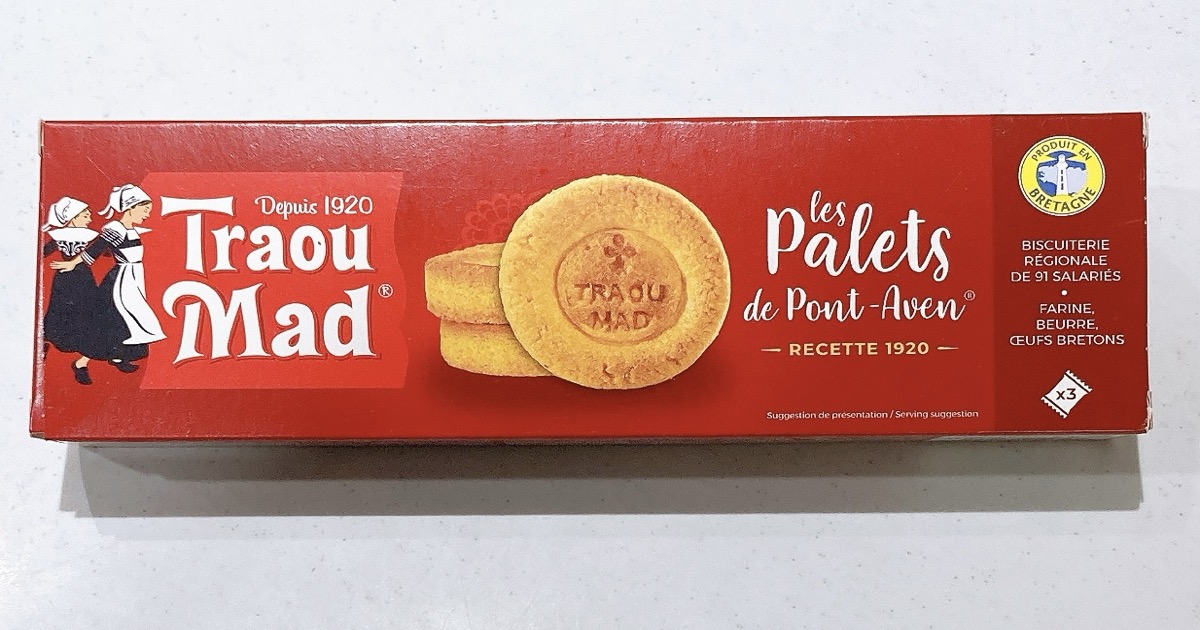 Depuis 1920
Traou
Mad®
TRAOU
MAD
les
Palets
de Pont-Aven®
RECETTE 1920
Suggestion de présentation / Serving suggestion
PRODUIT EN
BRETAGNE
BISCUITERIE
RÉGIONALE
DE 91 SALARIÉS
•
FARINE,
BEURRE,
ŒUFS BRETONS
x3